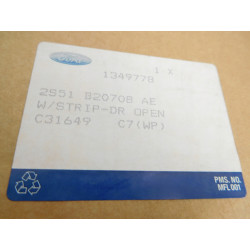 1 X
1349778
2S51 B20708 AE
W/STRIP-DR OPEN
C31649 C7(WP)
PMS. NO.
MFL001